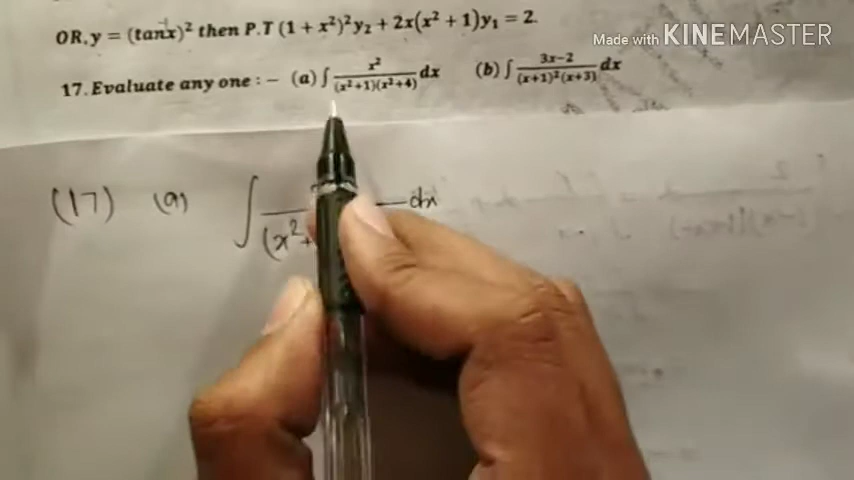 OR, y = (tan⁻¹x)² then P.T (1 + x²)²y₂ + 2x(x² + 1)y₁ = 2.
Made with KINEMASTER
17. Evaluate any one : – (a) ∫ x²/((x²+1)(x²+4)) dx (b) ∫ (3x−2)/((x+1)²(x+3)) dx
(17) (a) ∫ (x²+ dx